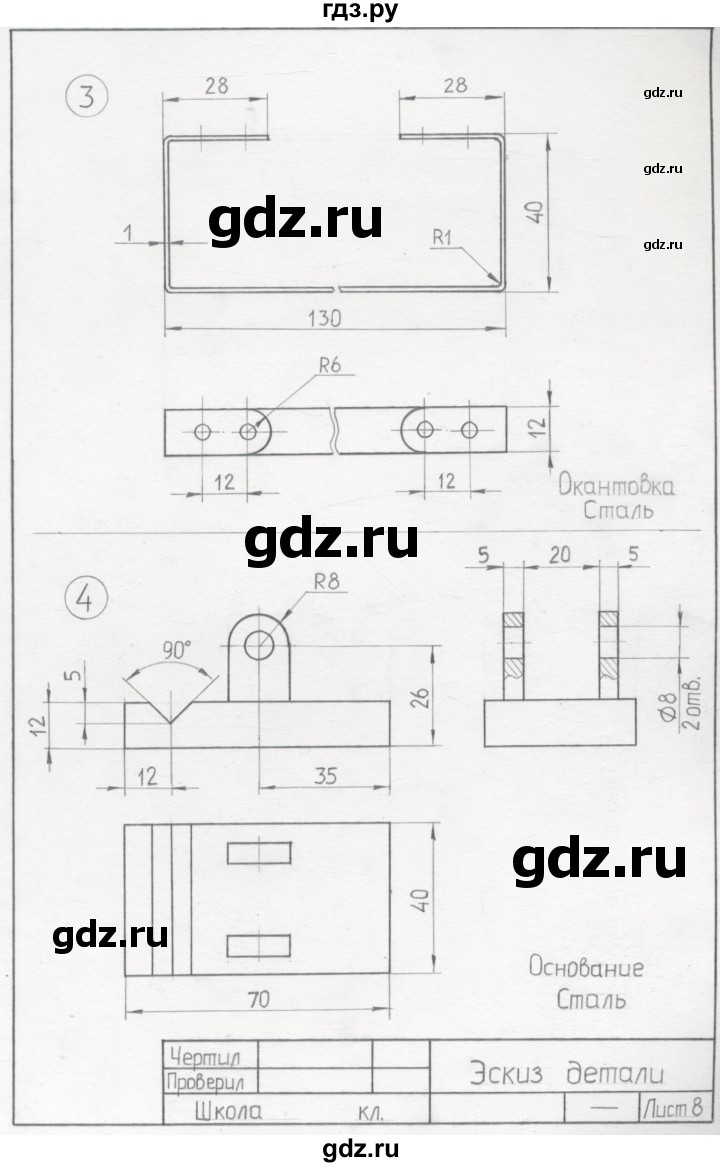 гдз.ру
3
28
28
gdz.ru
gdz.ru
gdz.ru
gdz.ru
1
R1
40
130
R6
12
12
12
Окантовка
Сталь
gdz.ru
4
R8
5
20
5
90°
5
12
26
Ø8
2 отв.
12
35
gdz.ru
40
gdz.ru
70
Основание
Сталь
Чертил
Проверил
Школа кл.
Эскиз детали
— Лист 8
gdz.ru